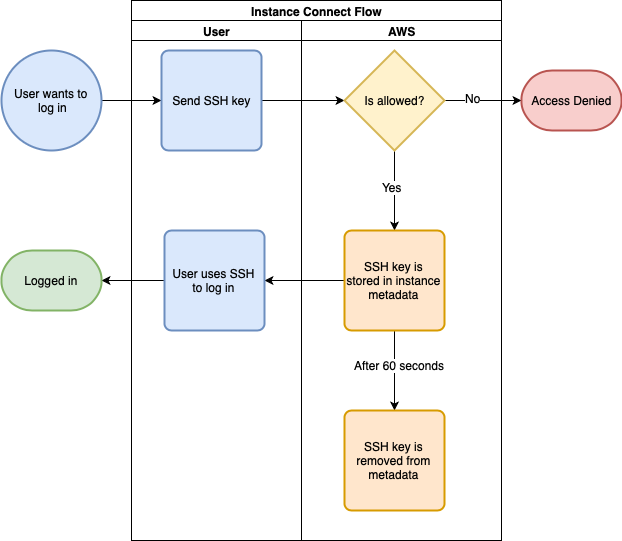 Instance Connect Flow
User
AWS
User wants to
log in
Send SSH key
Is allowed?
No
Access Denied
Yes
Logged in
User uses SSH
to log in
SSH key is
stored in instance
metadata
After 60 seconds
SSH key is
removed from
metadata